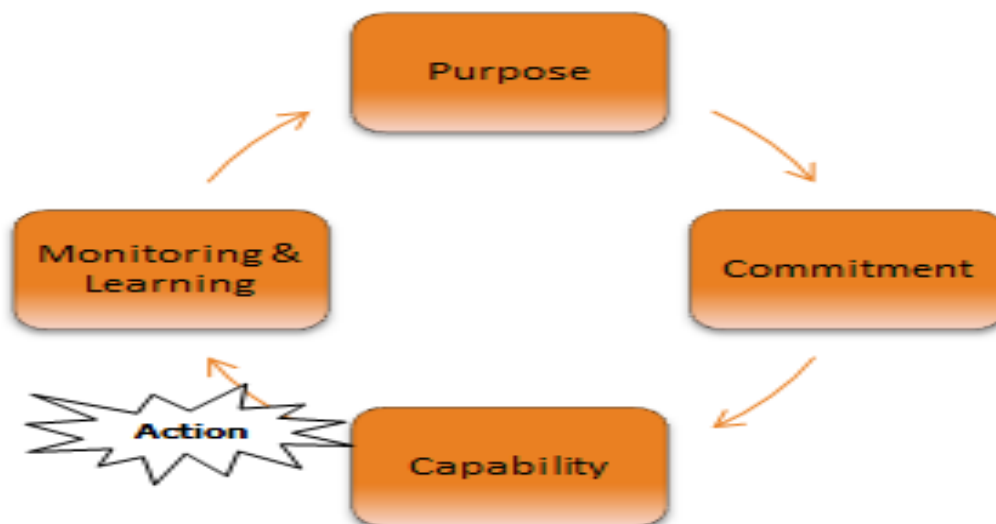 Purpose
Monitoring &
Learning
Commitment
Action
Capability